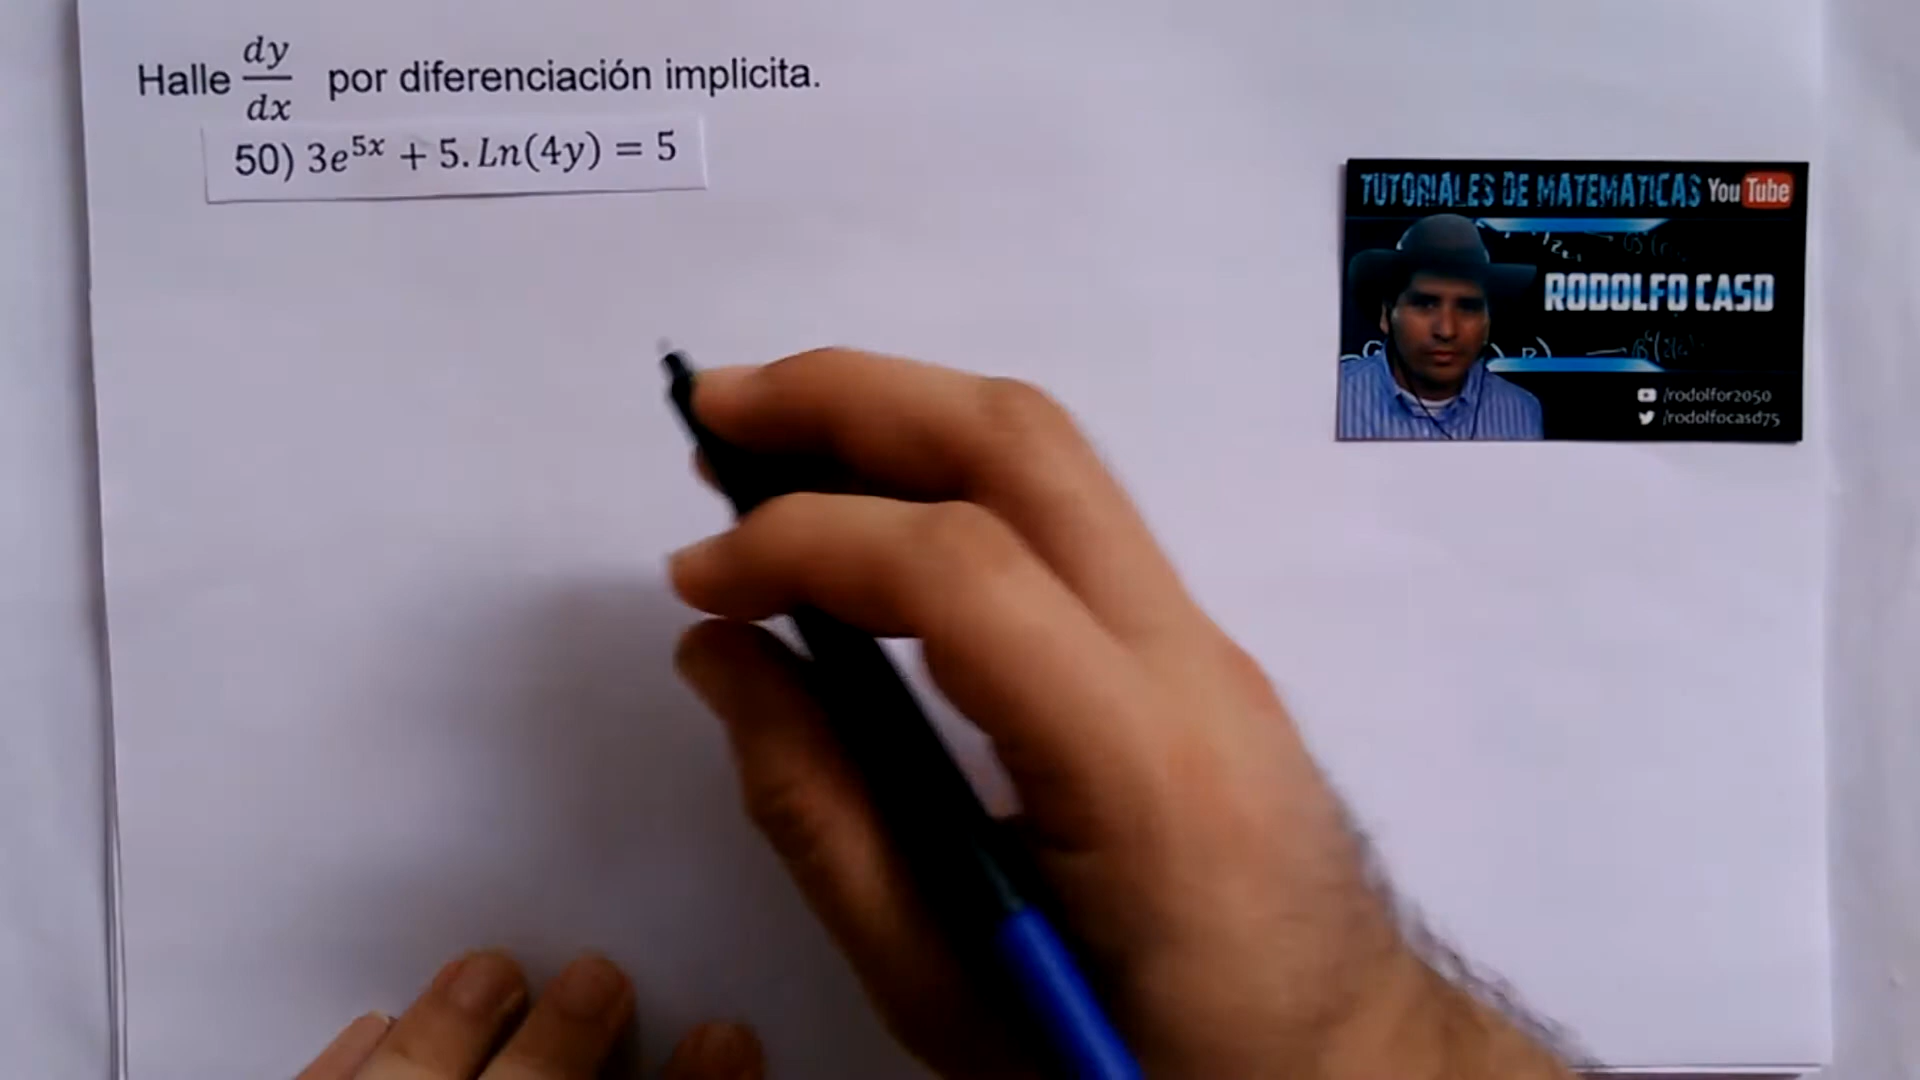 Halle dy/dx por diferenciación implicita.
50) 3e^{5x} + 5. Ln(4y) = 5
TUTORIALES DE MATEMATICAS YouTube
RODOLFO CASD
/rodolfor2050
/rodolfocasd75